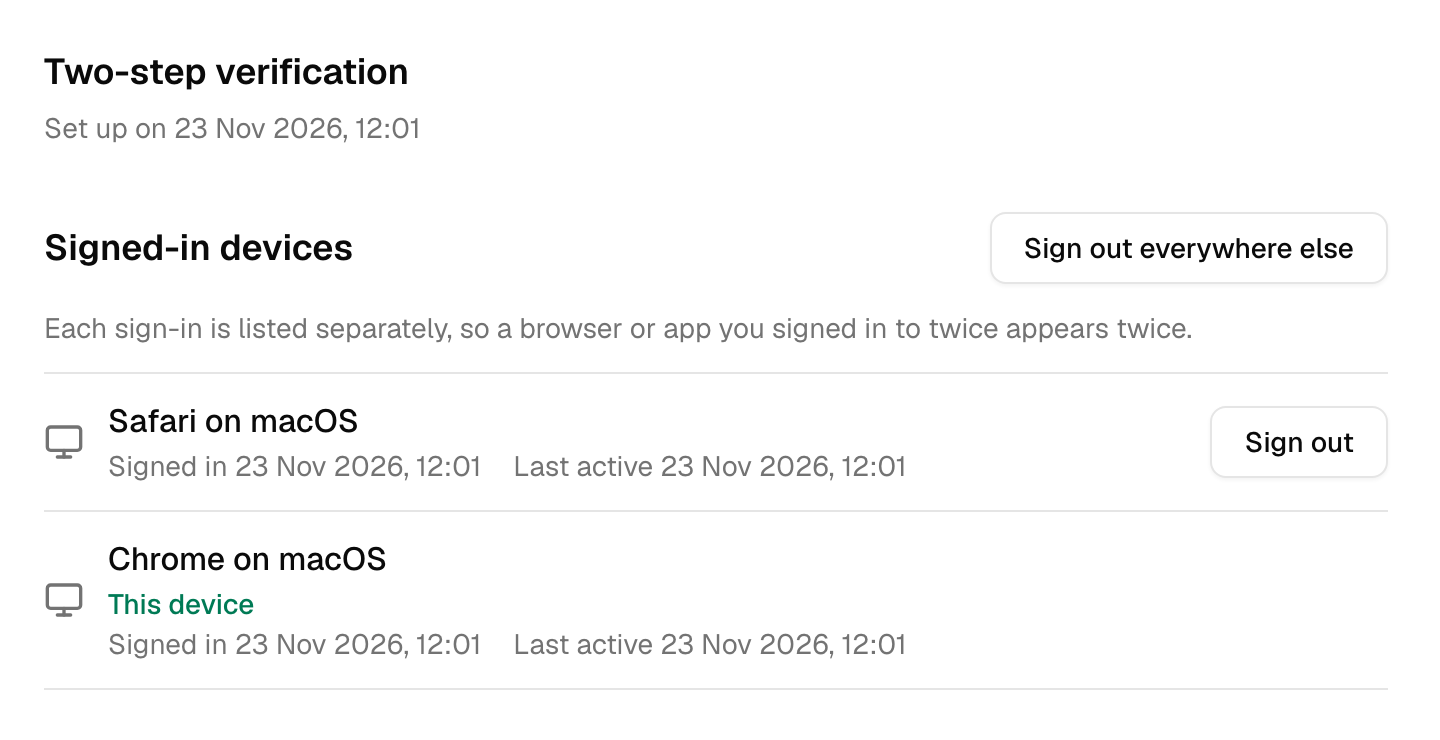 Two-step verification
Set up on 23 Nov 2026, 12:01
Signed-in devices
Sign out everywhere else
Each sign-in is listed separately, so a browser or app you signed in to twice appears twice.
Safari on macOS
Signed in 23 Nov 2026, 12:01 Last active 23 Nov 2026, 12:01
Sign out
Chrome on macOS
This device
Signed in 23 Nov 2026, 12:01 Last active 23 Nov 2026, 12:01